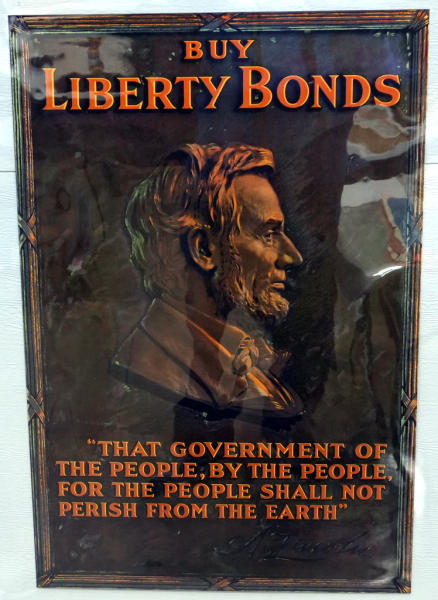 BUY
LIBERTY BONDS
"THAT GOVERNMENT OF
THE PEOPLE, BY THE PEOPLE,
FOR THE PEOPLE SHALL NOT
PERISH FROM THE EARTH"
A. Lincoln